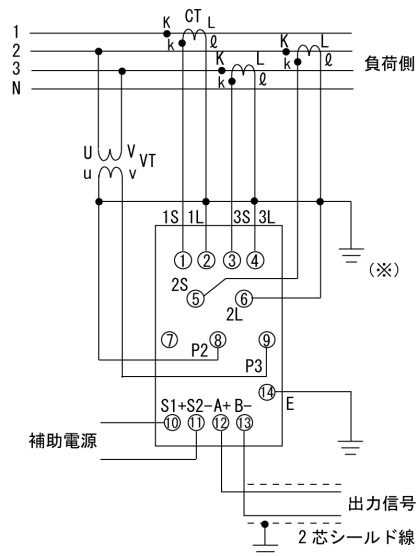 CT
K L
1
k ℓ
K L
2
k ℓ
K L
3
k ℓ
N
負荷側
U V
VT
u v
1S 1L 3S 3L
① ② ③ ④
(※)
2S
⑤ ⑥
2L
⑦ ⑧ ⑨
P2
P3
⑭
E
S1+ S2- A+ B-
⑩ ⑪ ⑫ ⑬
補助電源
出力信号
2芯シールド線